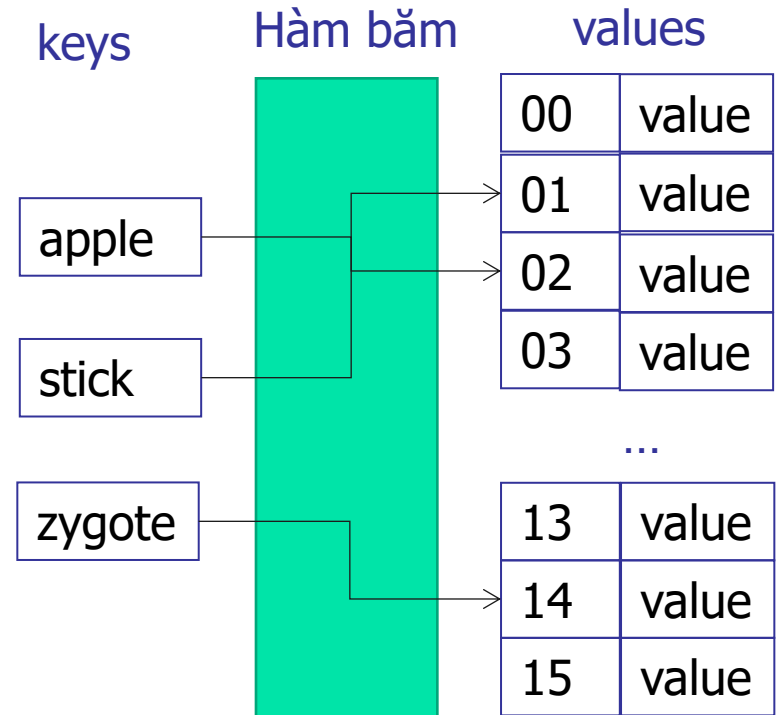 keys
Hàm băm
values
apple
stick
zygote
00 value
01 value
02 value
03 value
...
13 value
14 value
15 value